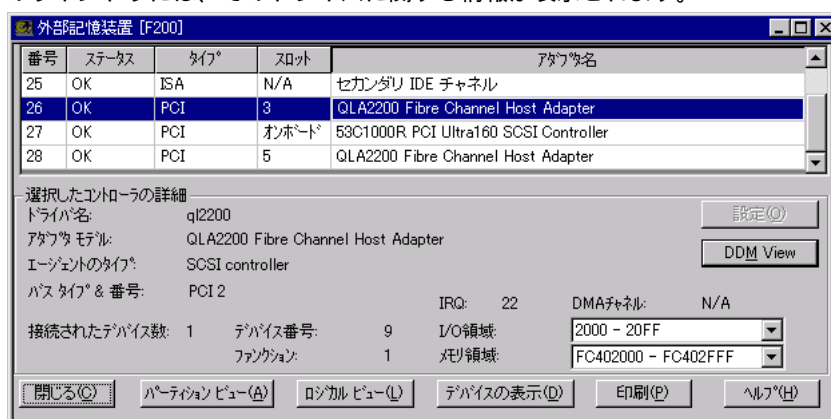 外部記憶装置 [F200]
番号 ステータス タイプ スロット アダプタ名
25 OK ISA N/A セカンダリ IDE チャネル
26 OK PCI 3 QLA2200 Fibre Channel Host Adapter
27 OK PCI オンボード 53C1000R PCI Ultra160 SCSI Controller
28 OK PCI 5 QLA2200 Fibre Channel Host Adapter
選択したコントローラの詳細
ドライバ名: ql2200 設定(O)
アダプタ モデル: QLA2200 Fibre Channel Host Adapter DDM View
エージェントのタイプ: SCSI controller
バス タイプ & 番号: PCI 2
IRQ: 22 DMAチャネル: N/A
接続されたデバイス数: 1 デバイス番号: 9 I/O領域: 2000 - 20FF
ファンクション: 1 メモリ領域: FC402000 - FC402FFF
閉じる(C) パーティション ビュー(A) ロジカル ビュー(L) デバイスの表示(D) 印刷(P) ヘルプ(H)